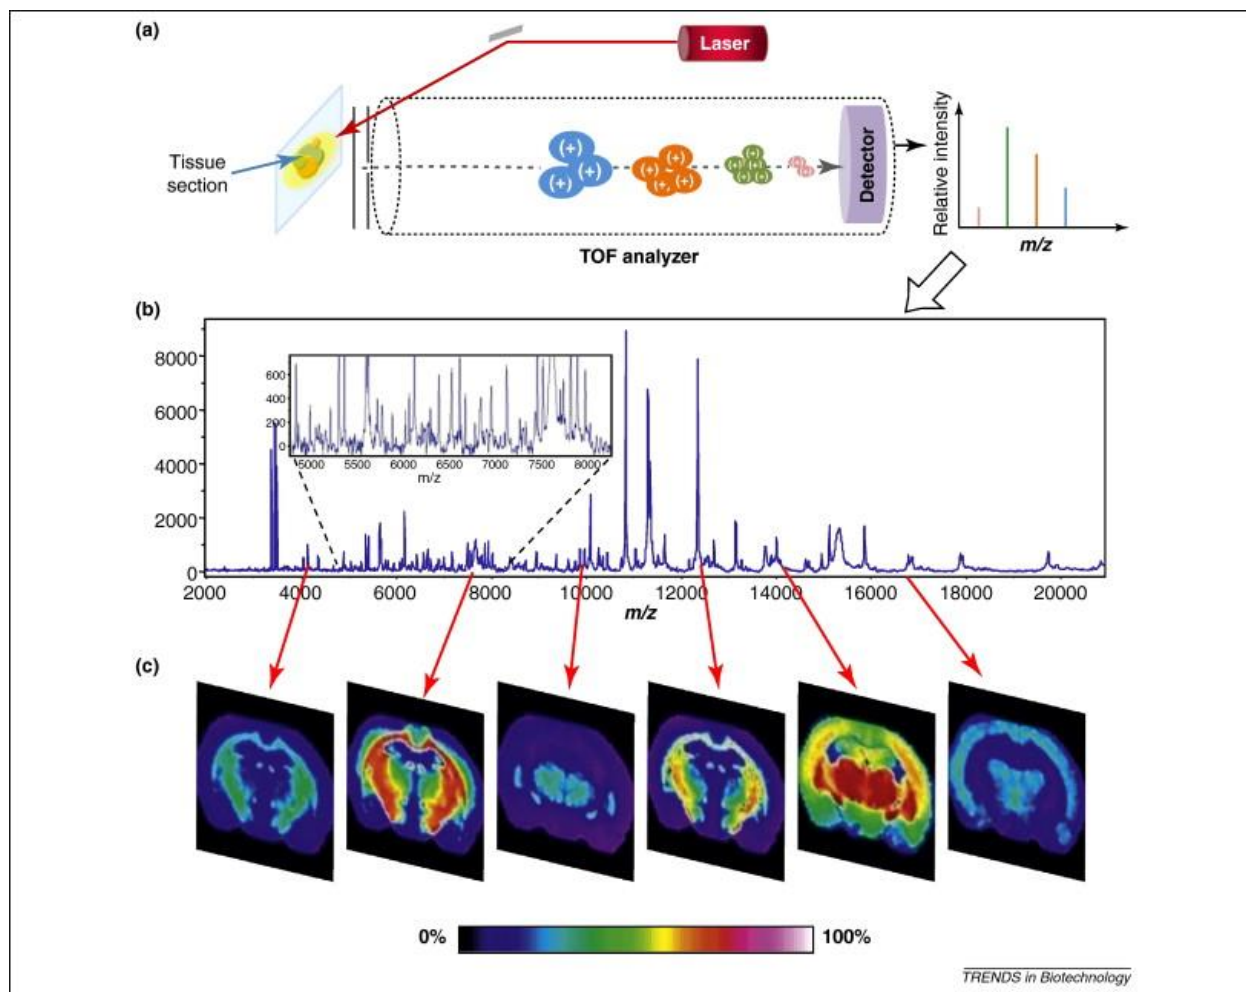 (a)
Laser
Tissue
section
(+) (+) (+)
(+) (+) (+) (+)
Detector
TOF analyzer
Relative intensity
m/z
(b)
8000
6000
4000
2000
0
600
400
200
0
5000 5500 6000 6500 7000 7500 8000
m/z
2000 4000 6000 8000 10000 12000 14000 16000 18000 20000
m/z
(c)
0% 100%
TRENDS in Biotechnology